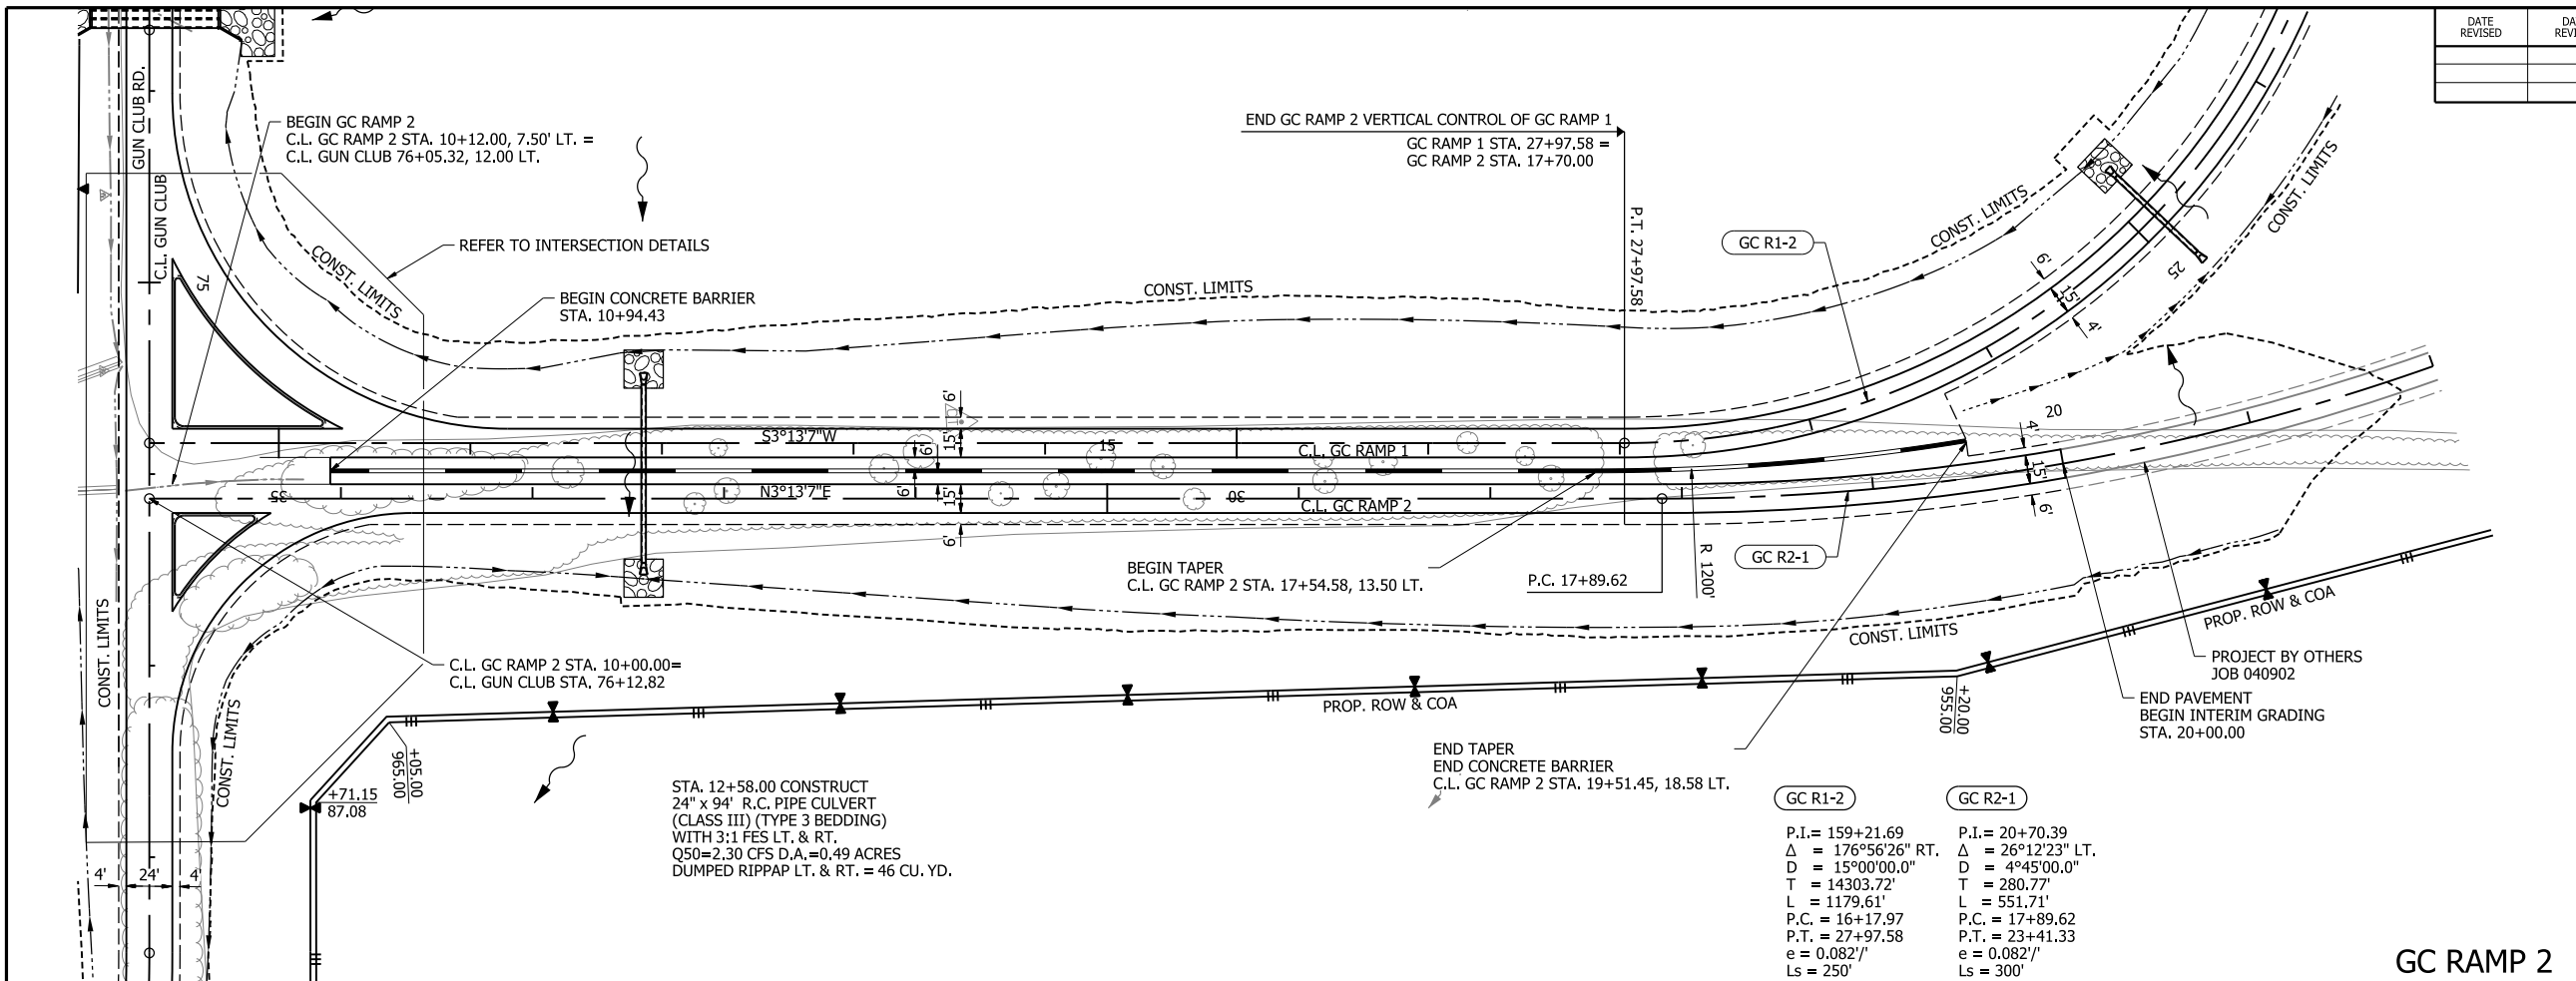 DATE
REVISED
GUN CLUB RD.
C.L. GUN CLUB
BEGIN GC RAMP 2
C.L. GC RAMP 2 STA. 10+12.00, 7.50' LT. =
C.L. GUN CLUB 76+05.32, 12.00 LT.
END GC RAMP 2 VERTICAL CONTROL OF GC RAMP 1
GC RAMP 1 STA. 27+97.58 =
GC RAMP 2 STA. 17+70.00
P.T. 27+97.58
REFER TO INTERSECTION DETAILS
BEGIN CONCRETE BARRIER
STA. 10+94.43
CONST. LIMITS
CONST. LIMITS
CONST. LIMITS
CONST. LIMITS
GC R1-2
75
25
6'
15'
4'
6'
15'
6'
6'
15'
6'
S3°13'7"W
15
C.L. GC RAMP 1
N3°13'7"E
35
30
C.L. GC RAMP 2
20
4'
15'
6'
GC R2-1
R 1200'
P.C. 17+89.62
BEGIN TAPER
C.L. GC RAMP 2 STA. 17+54.58, 13.50 LT.
CONST. LIMITS
CONST. LIMITS
CONST. LIMITS
PROP. ROW & COA
PROP. ROW & COA
C.L. GC RAMP 2 STA. 10+00.00=
C.L. GUN CLUB STA. 76+12.82
PROJECT BY OTHERS
JOB 040902
END PAVEMENT
BEGIN INTERIM GRADING
STA. 20+00.00
+20.00
955.00
+05.00
965.00
+71.15
87.08
END TAPER
END CONCRETE BARRIER
C.L. GC RAMP 2 STA. 19+51.45, 18.58 LT.
STA. 12+58.00 CONSTRUCT
24" x 94' R.C. PIPE CULVERT
(CLASS III) (TYPE 3 BEDDING)
WITH 3:1 FES LT. & RT.
Q50=2.30 CFS D.A.=0.49 ACRES
DUMPED RIPPAP LT. & RT. = 46 CU. YD.
4'
24'
4'
GC R1-2
P.I.= 159+21.69
Δ = 176°56'26" RT.
D = 15°00'00.0"
T = 14303.72'
L = 1179.61'
P.C. = 16+17.97
P.T. = 27+97.58
e = 0.082'/'
Ls = 250'
GC R2-1
P.I.= 20+70.39
Δ = 26°12'23" LT.
D = 4°45'00.0"
T = 280.77'
L = 551.71'
P.C. = 17+89.62
P.T. = 23+41.33
e = 0.082'/'
Ls = 300'
GC RAMP 2